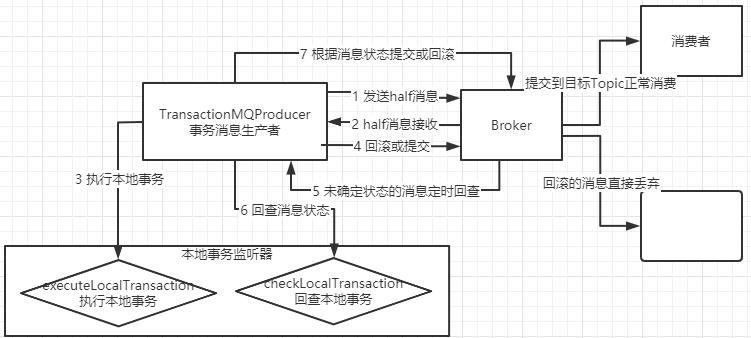 7 根据消息状态提交或回滚
消费者
提交到目标Topic正常消费
TransactionMQProducer
事务消息生产者
1 发送half消息
2 half消息接收
4 回滚或提交
Broker
3 执行本地事务
5 未确定状态的消息定时回查
回滚的消息直接丢弃
6 回查消息状态
本地事务监听器
executeLocalTransaction
执行本地事务
checkLocalTransaction
回查本地事务